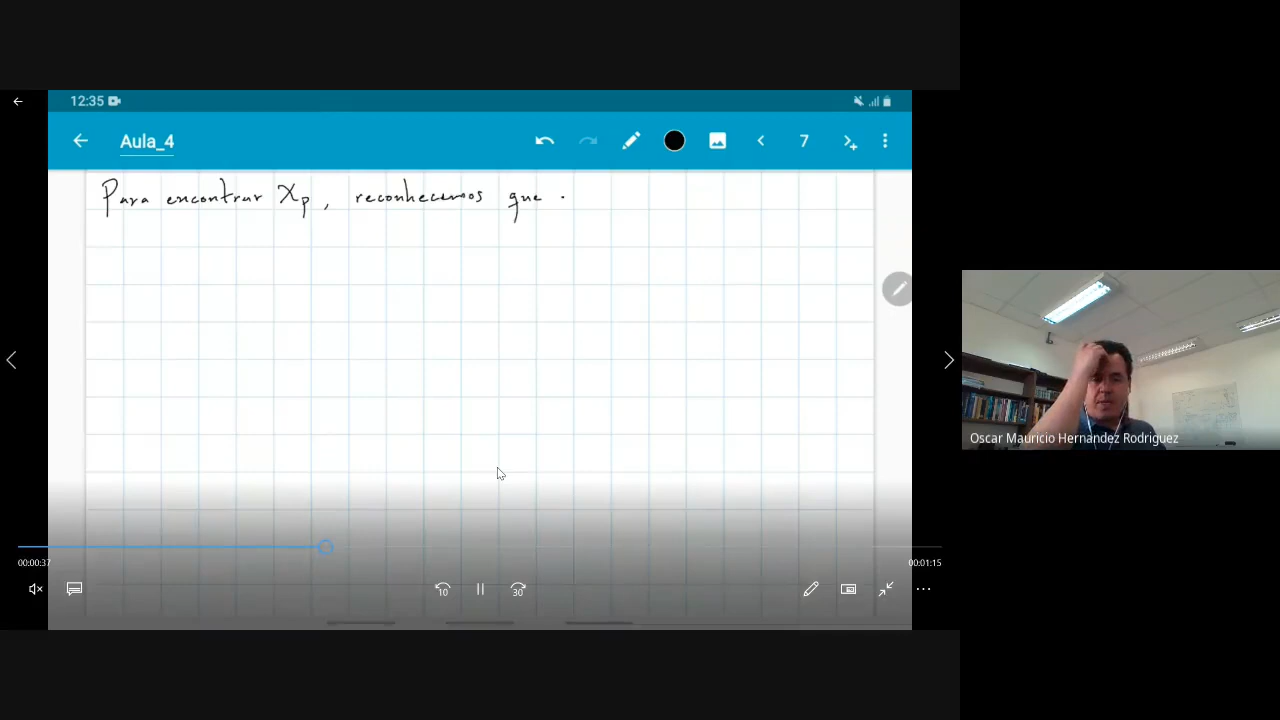 12:35
Aula_4
7
Para encontrar Xp, reconhecemos que
Oscar Mauricio Hernandez Rodriguez
00:00:37
00:01:15
10
30